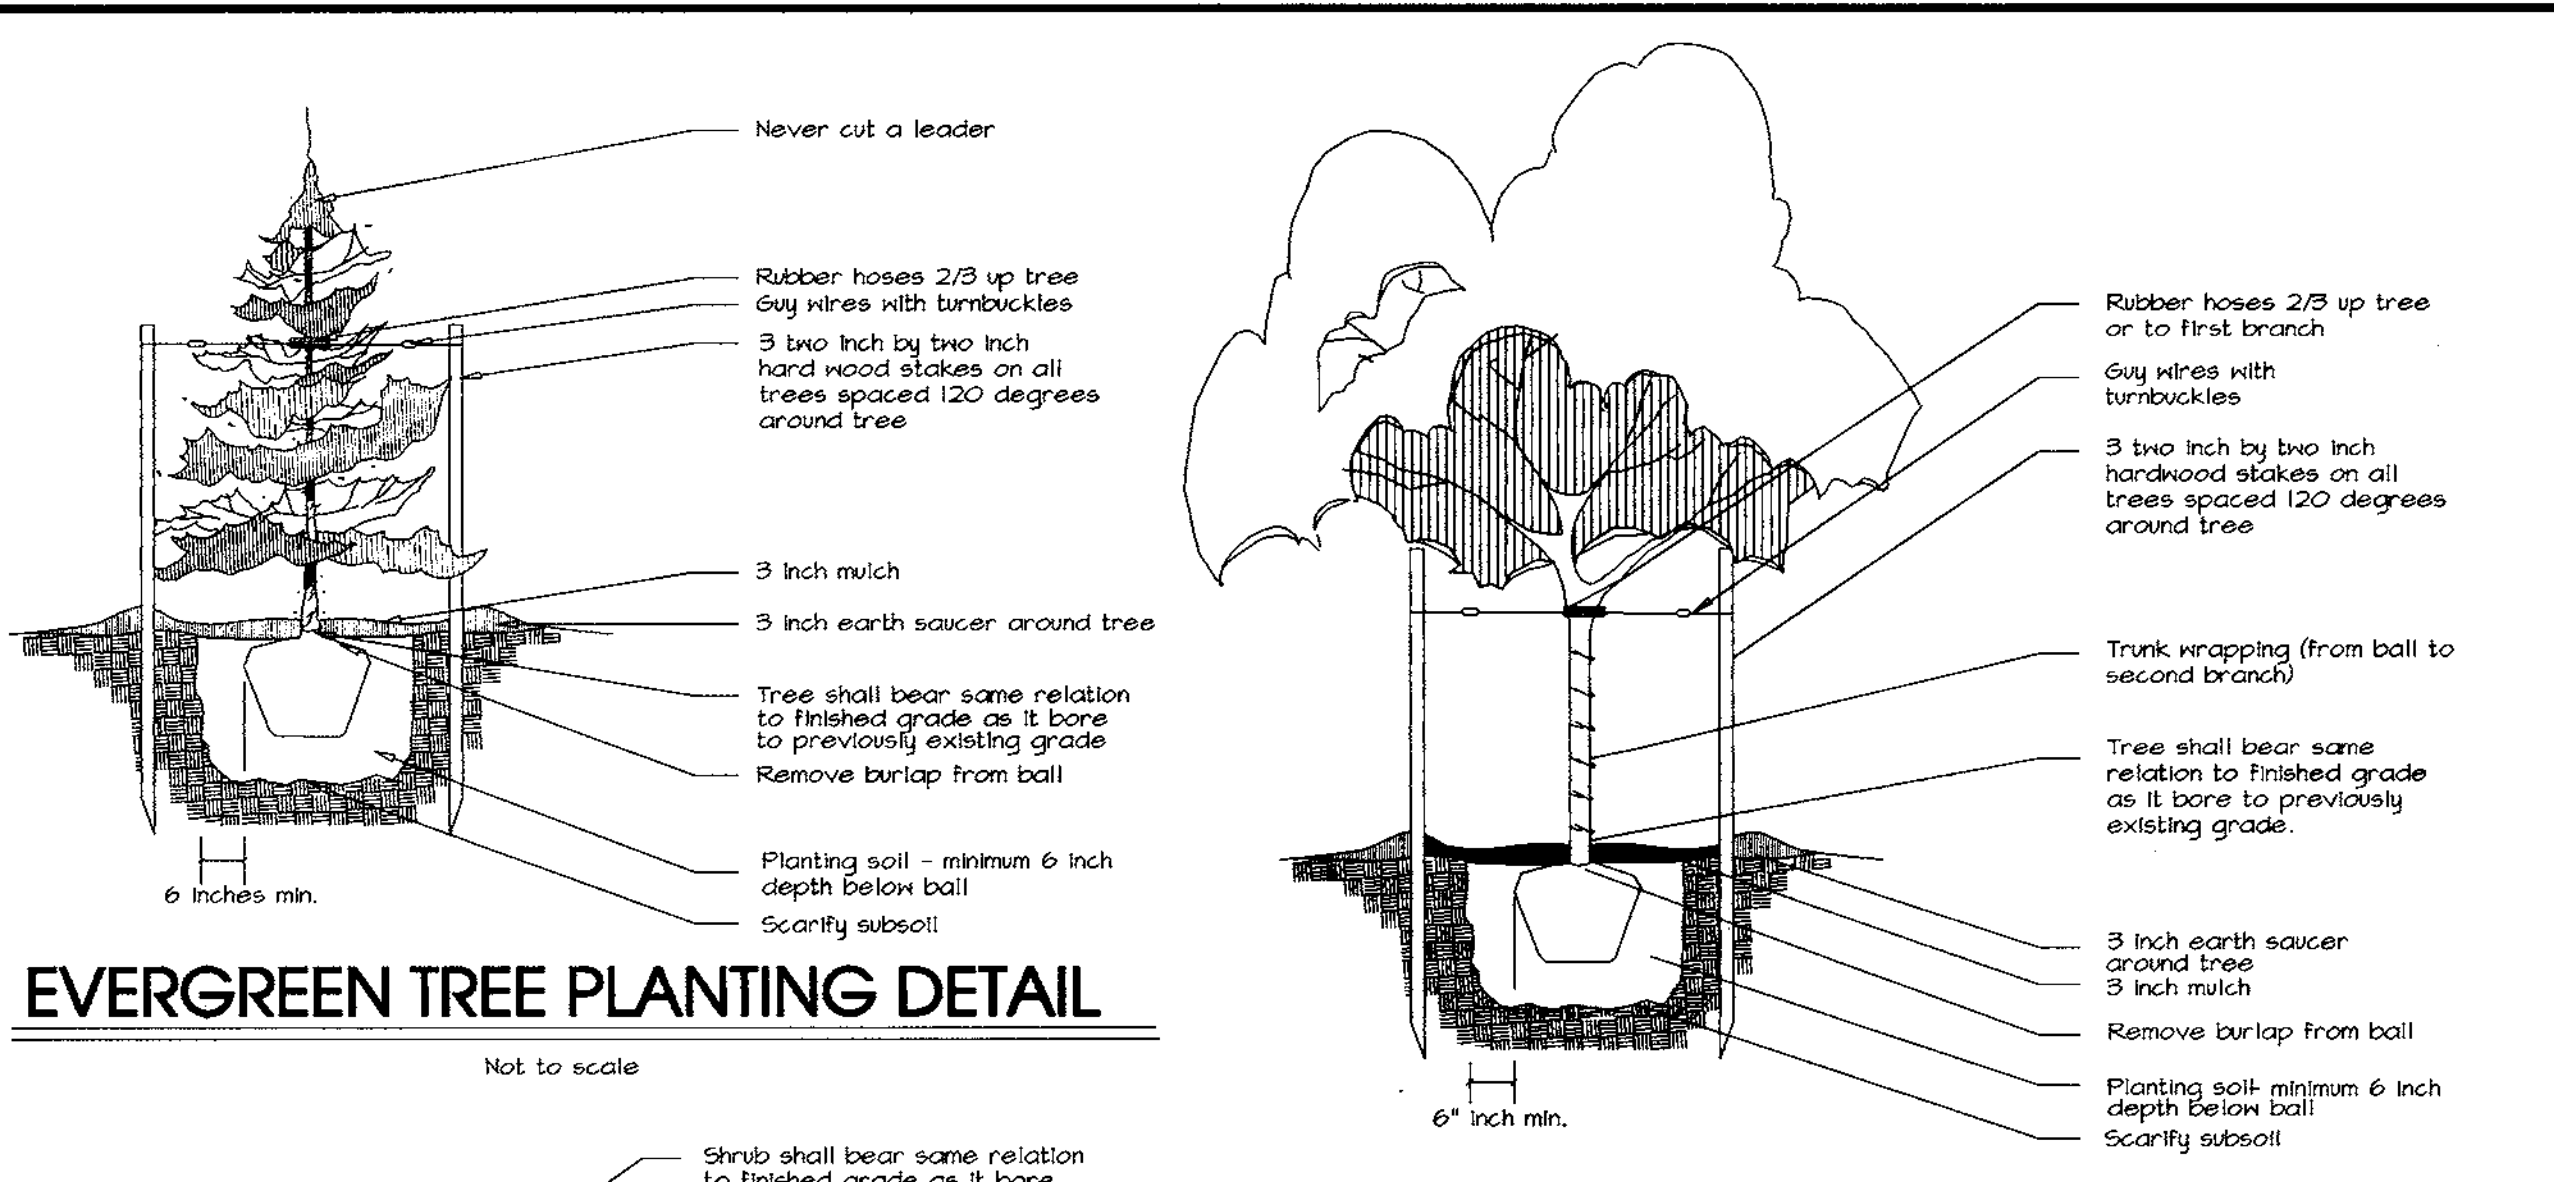 Never cut a leader
Rubber hoses 2/3 up tree
Guy wires with turnbuckles
3 two inch by two inch
hard wood stakes on all
trees spaced 120 degrees
around tree
3 inch mulch
3 inch earth saucer around tree
Tree shall bear same relation
to finished grade as it bore
to previously existing grade
Remove burlap from ball
Planting soil - minimum 6 inch
depth below ball
Scarify subsoil
6 inches min.
EVERGREEN TREE PLANTING DETAIL
Not to scale
Shrub shall bear same relation
to finished grade as it bore
Rubber hoses 2/3 up tree
or to first branch
Guy wires with
turnbuckles
3 two inch by two inch
hardwood stakes on all
trees spaced 120 degrees
around tree
Trunk wrapping (from ball to
second branch)
Tree shall bear same
relation to finished grade
as it bore to previously
existing grade.
3 inch earth saucer
around tree
3 inch mulch
Remove burlap from ball
Planting soil- minimum 6 inch
depth below ball
Scarify subsoil
6" inch min.